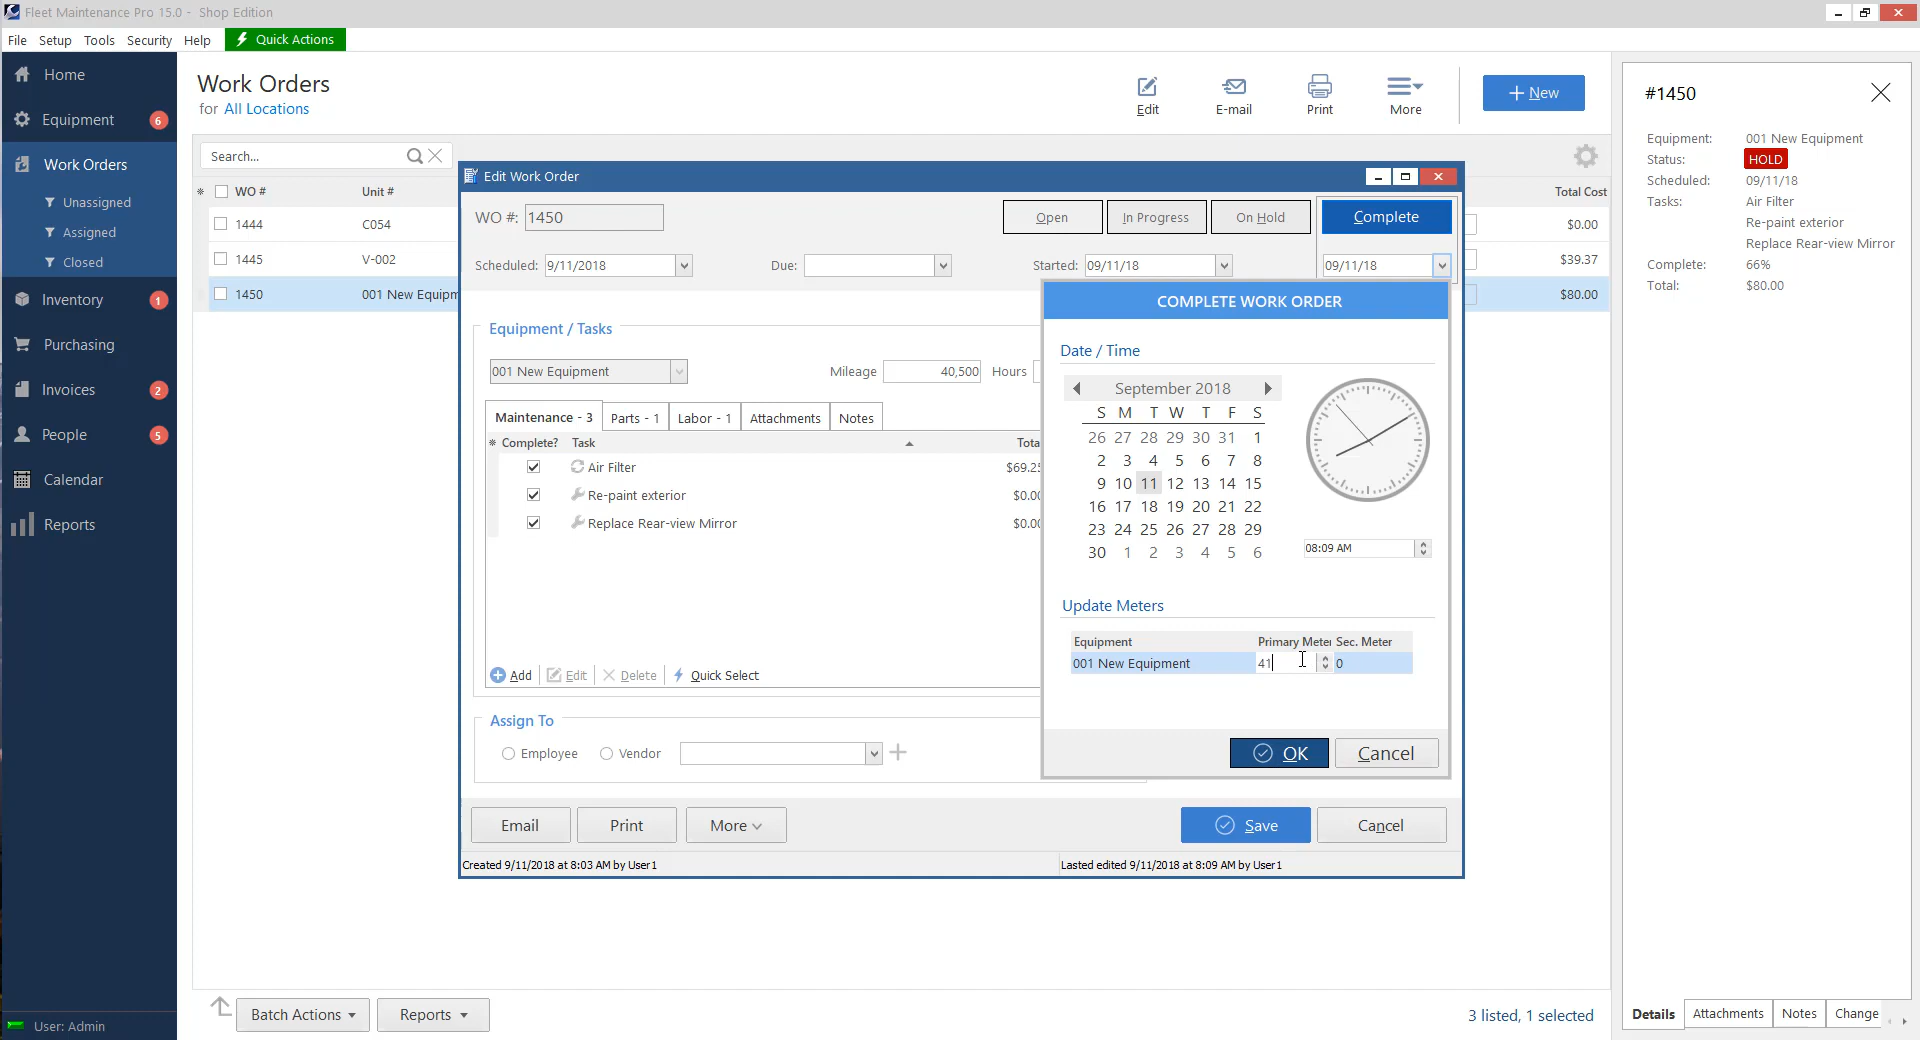 Fleet Maintenance Pro 15.0 - Shop Edition
File Setup Tools Security Help Quick Actions
Home
Equipment 6
Work Orders
Unassigned
Assigned
Closed
Inventory 1
Purchasing
Invoices 2
People 5
Calendar
Reports
User: Admin
Work Orders
for All Locations
Edit
E-mail
Print
More
+ New
Search...
* WO # Unit # Total Cost
1444 C054 $0.00
1445 V-002 $39.37
1450 001 New Equipm $80.00
Edit Work Order
WO #: 1450
Open In Progress On Hold Complete
Scheduled: 9/11/2018 Due: Started: 09/11/18 09/11/18
Equipment / Tasks
001 New Equipment Mileage 40,500 Hours
Maintenance - 3 Parts - 1 Labor - 1 Attachments Notes
* Complete? Task Tota
Air Filter $69.25
Re-paint exterior $0.00
Replace Rear-view Mirror $0.00
Add Edit Delete Quick Select
Assign To
Employee Vendor
COMPLETE WORK ORDER
Date / Time
September 2018
S M T W T F S
26 27 28 29 30 31 1
2 3 4 5 6 7 8
9 10 11 12 13 14 15
16 17 18 19 20 21 22
23 24 25 26 27 28 29
30 1 2 3 4 5 6
08:09 AM
Update Meters
Equipment Primary Meter Sec. Meter
001 New Equipment 41 0
OK Cancel
Email Print More Save Cancel
Created 9/11/2018 at 8:03 AM by User1 Last edited 9/11/2018 at 8:09 AM by User1
Batch Actions Reports 3 listed, 1 selected
#1450
Equipment: 001 New Equipment
Status: HOLD
Scheduled: 09/11/18
Tasks: Air Filter
Re-paint exterior
Replace Rear-view Mirror
Complete: 66%
Total: $80.00
Details Attachments Notes Change